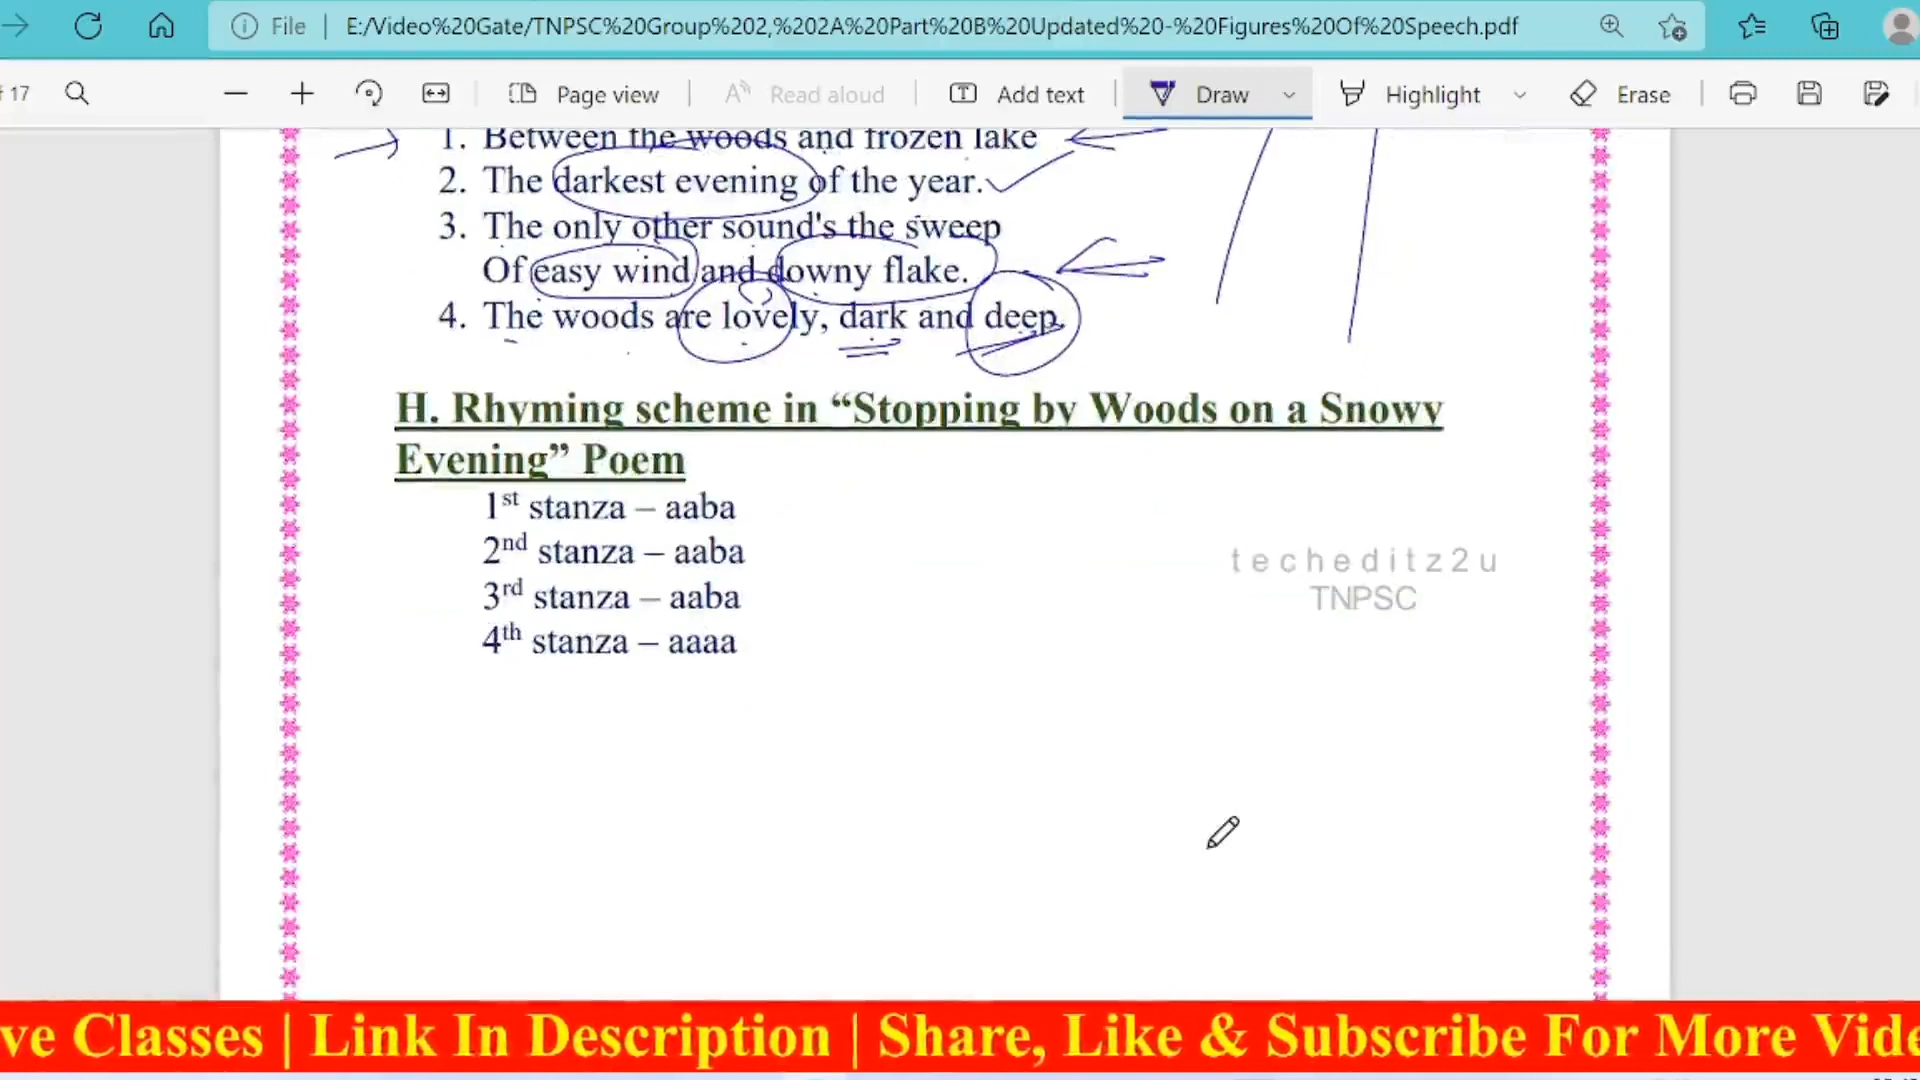 File | E:/Video%20Gate/TNPSC%20Group%202,%202A%20Part%20B%20Updated%20-%20Figures%20Of%20Speech.pdf
17 Page view Read aloud Add text Draw Highlight Erase
1. Between the woods and frozen lake
2. The darkest evening of the year.
3. The only other sound's the sweep
Of easy wind and downy flake.
4. The woods are lovely, dark and deep.
H. Rhyming scheme in “Stopping by Woods on a Snowy
Evening” Poem
1st stanza – aaba
2nd stanza – aaba
3rd stanza – aaba
4th stanza – aaaa
techeditz2u
TNPSC
ve Classes | Link In Description | Share, Like & Subscribe For More Vide